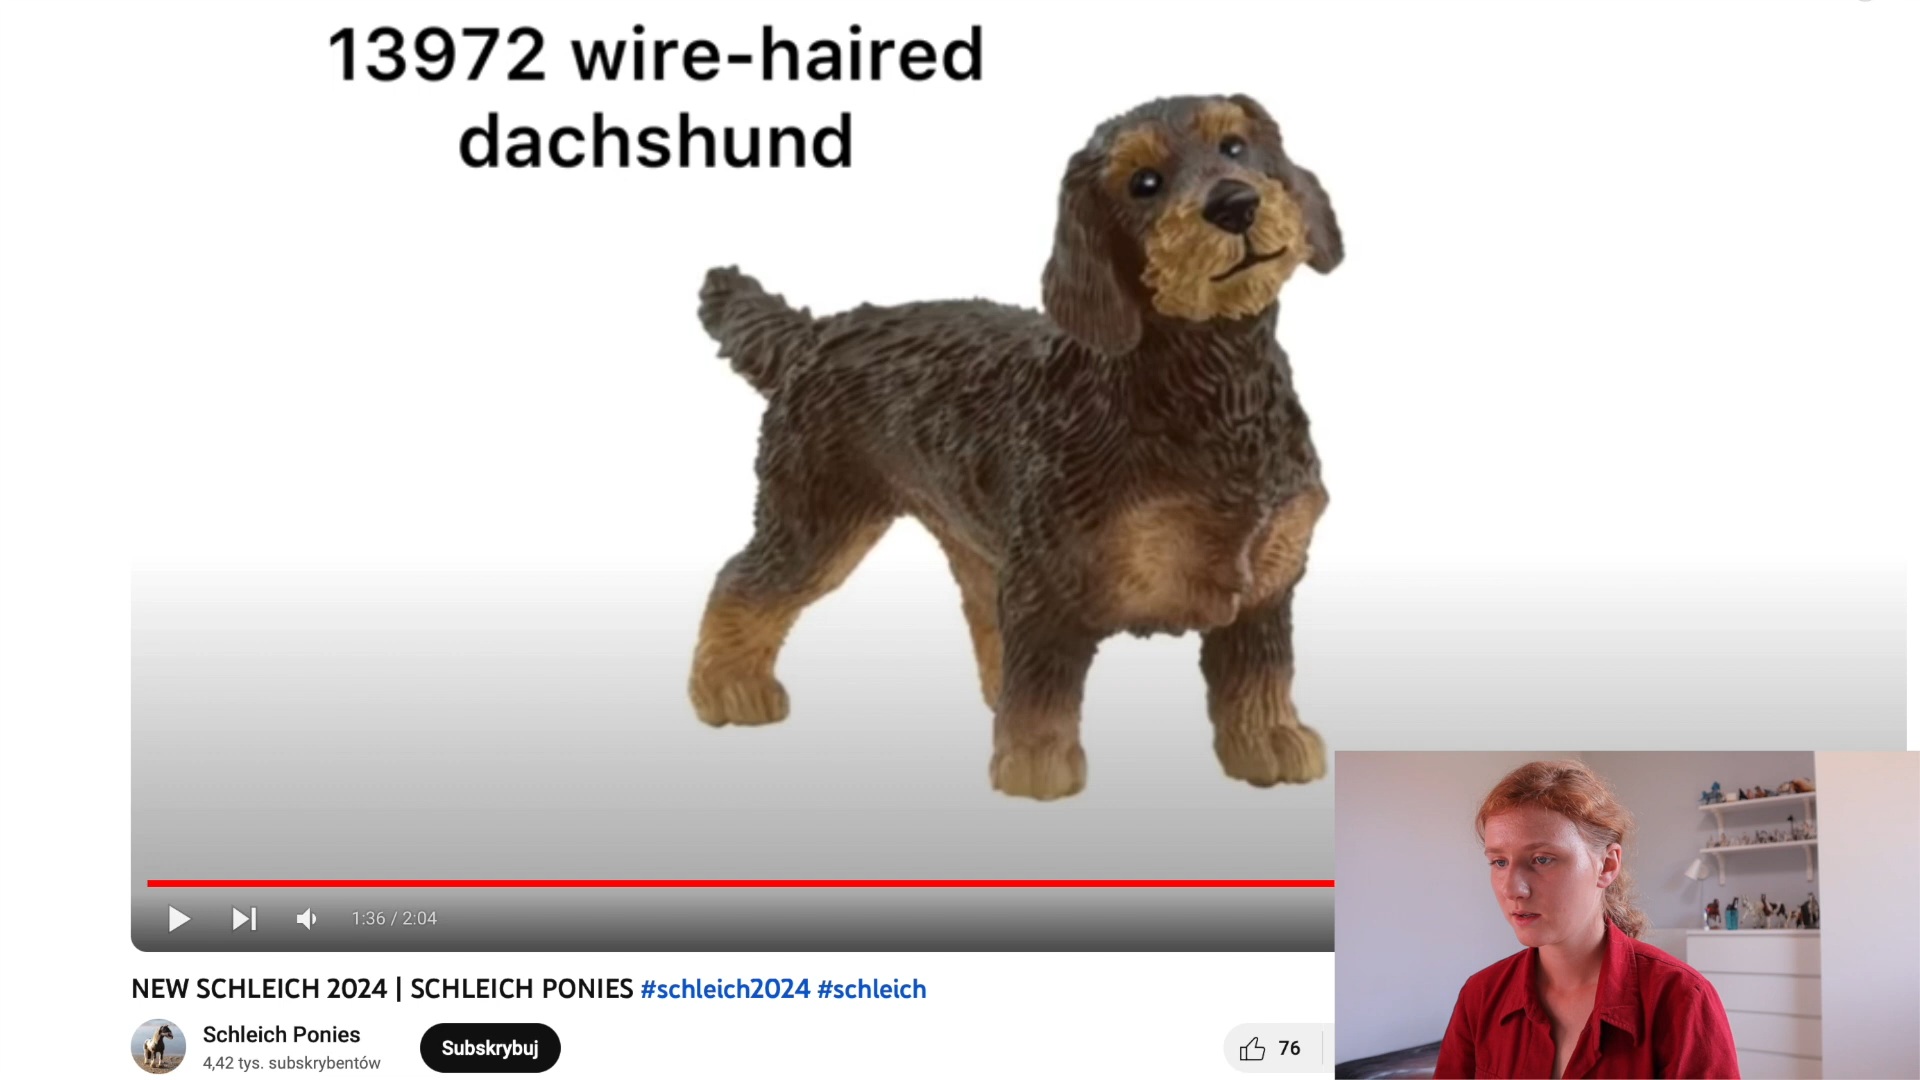 13972 wire-haired
dachshund
1:36 / 2:04
NEW SCHLEICH 2024 | SCHLEICH PONIES #schleich2024 #schleich
Schleich Ponies
4,42 tys. subskrybentów
Subskrybuj
76